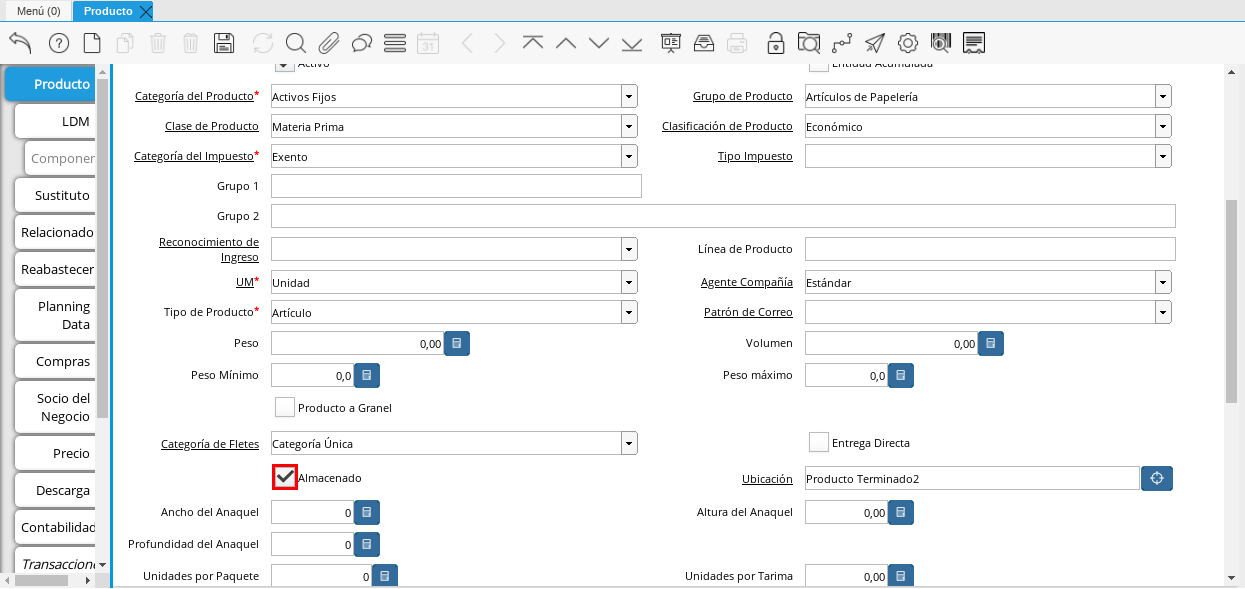 Menú (0)
Producto
31
Producto
LDM
Componer
Sustituto
Relacionado
Reabastecer
Planning
Data
Compras
Socio del
Negocio
Precio
Descarga
Contabilidad
Transaccione
Activo
Entidad Acumulada
Categoría del Producto* Activos Fijos
Grupo de Producto Artículos de Papelería
Clase de Producto Materia Prima
Clasificación de Producto Económico
Categoría del Impuesto* Exento
Tipo Impuesto
Grupo 1
Grupo 2
Reconocimiento de
Ingreso
Línea de Producto
UM* Unidad
Agente Compañía Estándar
Tipo de Producto* Artículo
Patrón de Correo
Peso 0,00
Volumen 0,00
Peso Mínimo 0,0
Peso máximo 0,0
Producto a Granel
Categoría de Fletes Categoría Única
Entrega Directa
Almacenado
Ubicación Producto Terminado2
Ancho del Anaquel 0
Altura del Anaquel 0,00
Profundidad del Anaquel 0
Unidades por Paquete 0
Unidades por Tarima 0,00